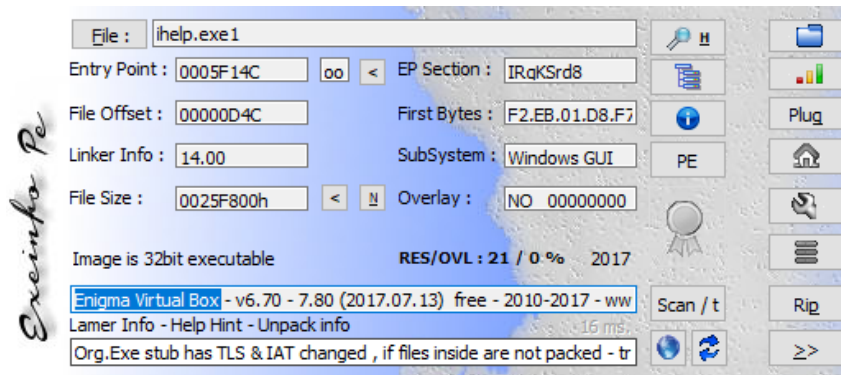 File : ihelp.exe1 H
Entry Point : 0005F14C oo < EP Section : IRqKSrd8
File Offset : 00000D4C First Bytes : F2.EB.01.D8.F7 Plug
Linker Info : 14.00 SubSystem : Windows GUI PE
File Size : 0025F800h < N Overlay : NO 00000000
Image is 32bit executable RES/OVL : 21 / 0 % 2017
Enigma Virtual Box - v6.70 - 7.80 (2017.07.13) free - 2010-2017 - ww Scan / t Rip
Lamer Info - Help Hint - Unpack info 16 ms.
Org.Exe stub has TLS & IAT changed , if files inside are not packed - tr >>
Exeinfo Pe